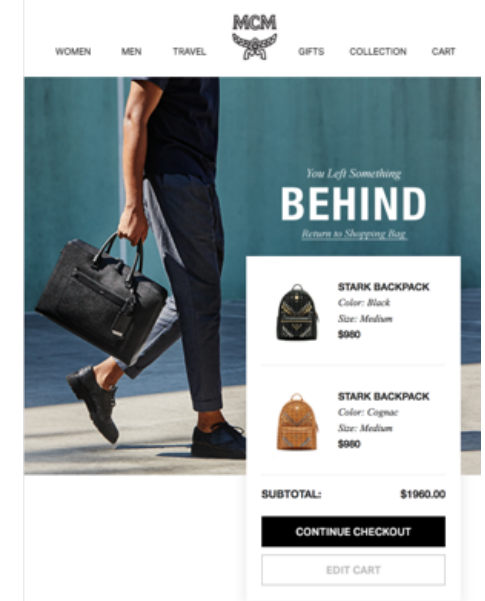 MCM
WOMEN MEN TRAVEL GIFTS COLLECTION CART
You Left Something
BEHIND
Return to Shopping Bag
STARK BACKPACK
Color: Black
Size: Medium
$980
STARK BACKPACK
Color: Cognac
Size: Medium
$980
SUBTOTAL: $1960.00
CONTINUE CHECKOUT
EDIT CART